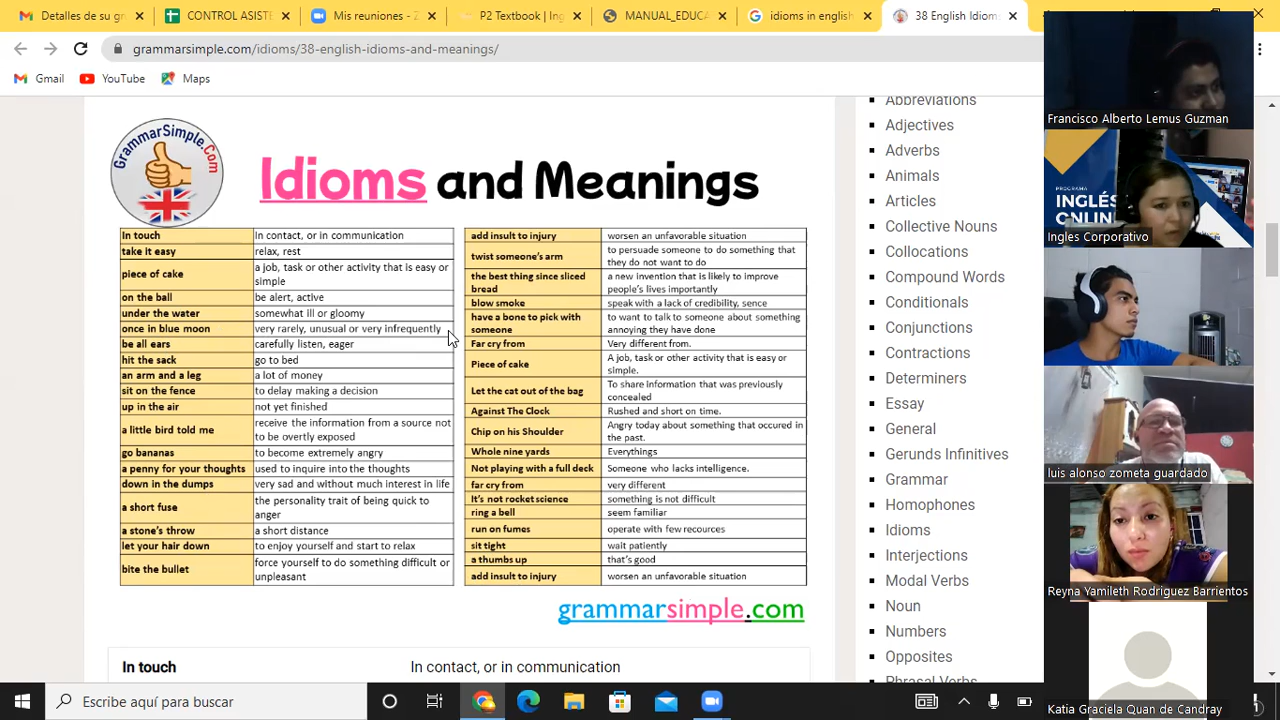 Detalles de su gr
CONTROL ASISTE
Mis reuniones - Z
P2 Textbook | Ing
MANUAL_EDUCA
idioms in english
38 English Idioms
grammarsimple.com/idioms/38-english-idioms-and-meanings/
Gmail
YouTube
Maps
GrammarSimple.Com
Idioms and Meanings
In touch In contact, or in communication
take it easy relax, rest
piece of cake a job, task or other activity that is easy or
simple
on the ball be alert, active
under the water somewhat ill or gloomy
once in blue moon very rarely, unusual or very infrequently
be all ears carefully listen, eager
hit the sack go to bed
an arm and a leg a lot of money
sit on the fence to delay making a decision
up in the air not yet finished
a little bird told me receive the information from a source not
to be overtly exposed
go bananas to become extremely angry
a penny for your thoughts used to inquire into the thoughts
down in the dumps very sad and without much interest in life
a short fuse the personality trait of being quick to
anger
a stone's throw a short distance
let your hair down to enjoy yourself and start to relax
bite the bullet force yourself to do something difficult or
unpleasant
add insult to injury worsen an unfavorable situation
twist someone's arm to persuade someone to do something that
they do not want to do
the best thing since sliced a new invention that is likely to improve
bread people's lives importantly
blow smoke speak with a lack of credibility, sence
have a bone to pick with to want to talk to someone about something
someone annoying they have done
Far cry from Very different from.
Piece of cake A job, task or other activity that is easy or
simple.
Let the cat out of the bag To share information that was previously
concealed
Against The Clock Rushed and short on time.
Chip on his Shoulder Angry today about something that occured in
the past.
Whole nine yards Everythings
Not playing with a full deck Someone who lacks intelligence.
far cry from very different
It's not rocket science something is not difficult
ring a bell seem familiar
run on fumes operate with few recources
sit tight wait patiently
a thumbs up that's good
add insult to injury worsen an unfavorable situation
grammarsimple.com
In touch In contact, or in communication
Abbreviations
Adjectives
Adverbs
Animals
Articles
Collective Nouns
Collocations
Compound Words
Conditionals
Conjunctions
Contractions
Determiners
Essay
General
Gerunds Infinitives
Grammar
Homophones
Idioms
Interjections
Modal Verbs
Noun
Numbers
Opposites
Phrasal Verbs
Francisco Alberto Lemus Guzman
PROGRAMA
INGLÉS
ONLINE
Ingles Corporativo
luis alonso zometa guardado
Reyna Yamileth Rodriguez Barrientos
Katia Graciela Quan de Candray
Escribe aquí para buscar